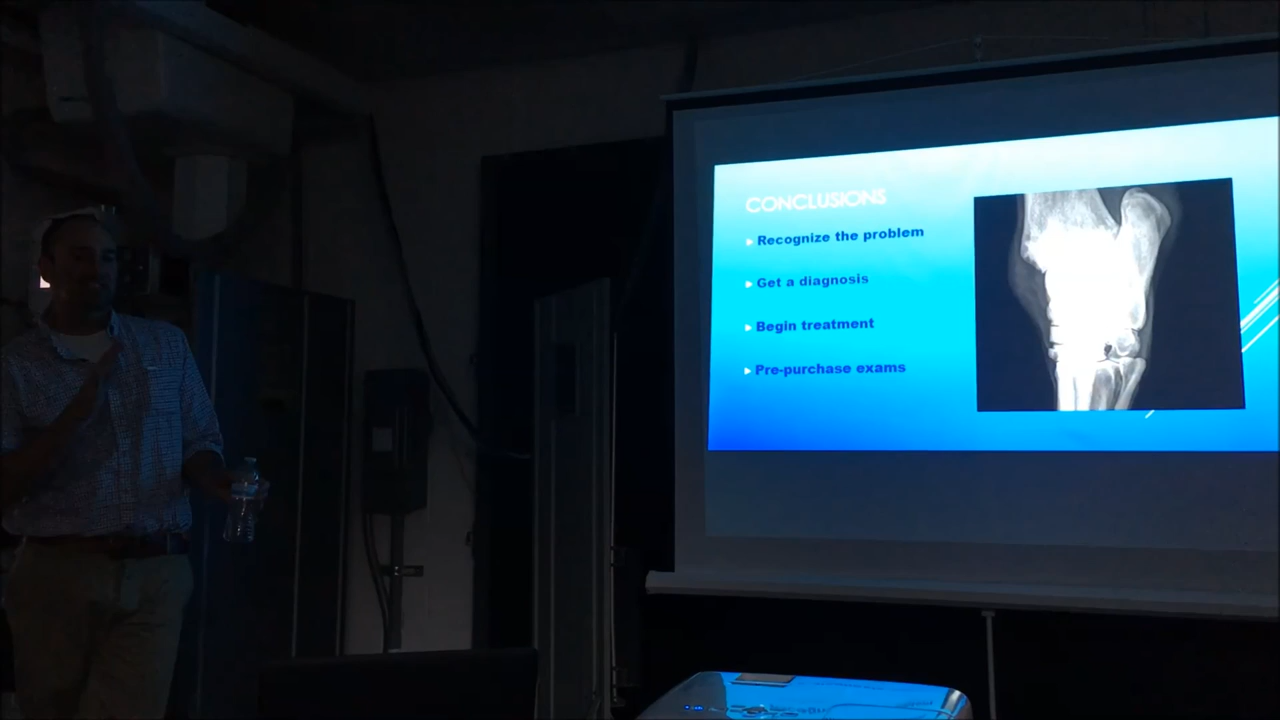 CONCLUSIONS
Recognize the problem
Get a diagnosis
Begin treatment
Pre-purchase exams